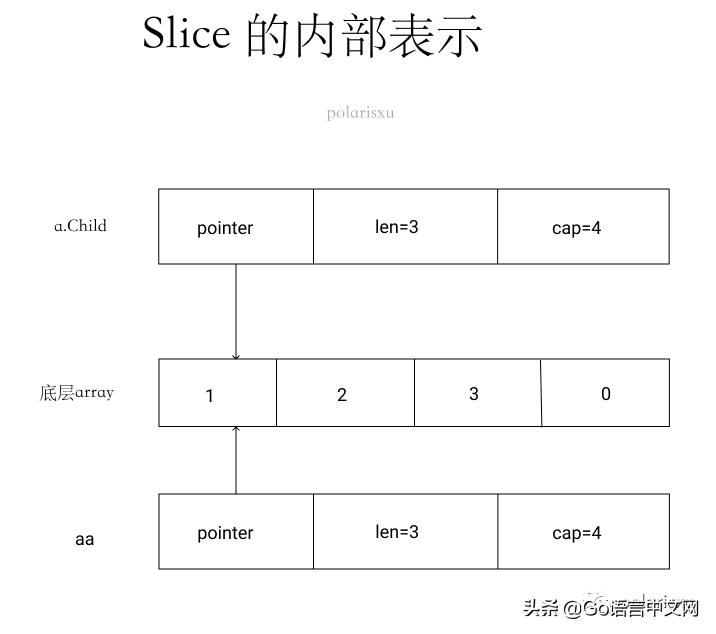 Slice 的内部表示
polarisxu
a.Child
pointer
len=3
cap=4
底层array
1
2
3
0
aa
pointer
len=3
cap=4
头条 @Go语言中文网